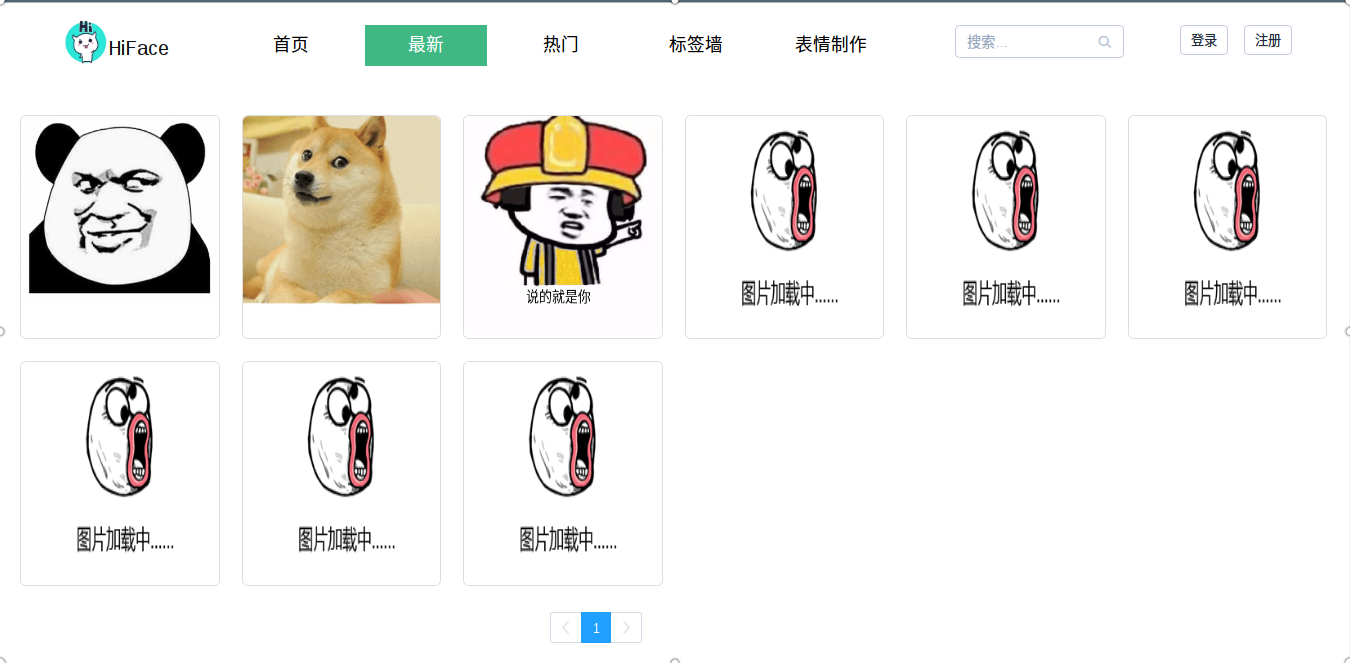 Hi
HiFace
首页
最新
热门
标签墙
表情制作
搜索...
登录
注册
说的就是你
图片加载中......
图片加载中......
图片加载中......
图片加载中......
图片加载中......
图片加载中......
1